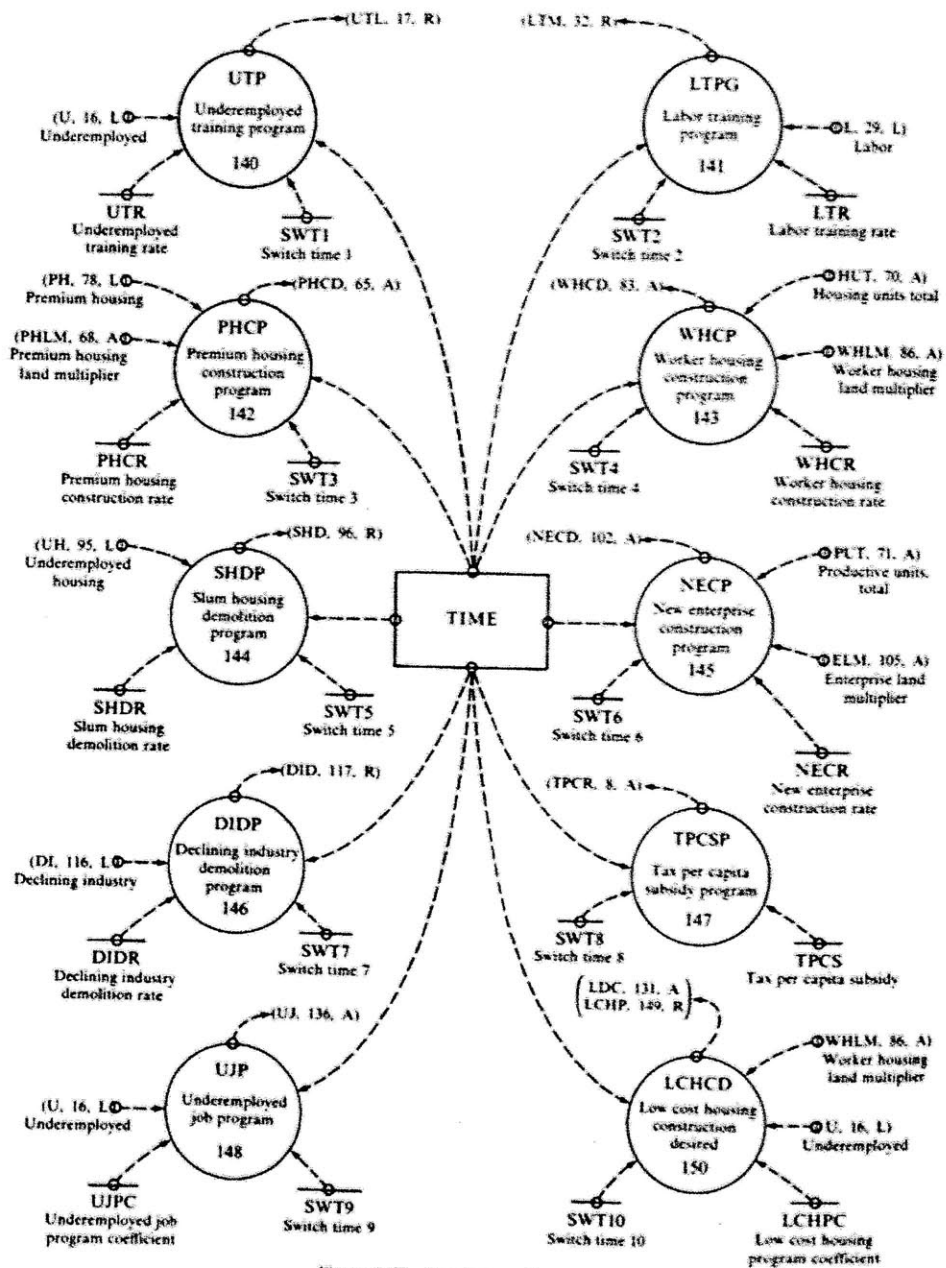 (UTL, 17, R)
UTP
Underemployed
training program
140
(U, 16, L)
Underemployed
UTR
Underemployed
training rate
SWT1
Switch time 1
(LTM, 32, R)
LTPG
Labor training
program
141
(L, 29, L)
Labor
SWT2
Switch time 2
LTR
Labor training rate
(PH, 78, L)
Premium housing
(PHCD, 65, A)
PHCP
Premium housing
construction
program
142
(PHLM, 68, A)
Premium housing
land multiplier
PHCR
Premium housing
construction rate
SWT3
Switch time 3
(WHCD, 83, A)
WHCP
Worker housing
construction
program
143
(HUT, 70, A)
Housing units total
(WHLM, 86, A)
Worker housing
land multiplier
SWT4
Switch time 4
WHCR
Worker housing
construction rate
(UH, 95, L)
Underemployed
housing
(SHD, 96, R)
SHDP
Slum housing
demolition
program
144
SHDR
Slum housing
demolition rate
SWT5
Switch time 5
TIME
(NECD, 102, A)
NECP
New enterprise
construction
program
145
(PUT, 71, A)
Productive units,
total
(ELM, 105, A)
Enterprise land
multiplier
SWT6
Switch time 6
NECR
New enterprise
construction rate
(DID, 117, R)
DIDP
Declining industry
demolition
program
146
(DI, 116, L)
Declining industry
DIDR
Declining industry
demolition rate
SWT7
Switch time 7
(TPCR, 8, A)
TPCSP
Tax per capita
subsidy program
147
SWT8
Switch time 8
TPCS
Tax per capita subsidy
(UJ, 136, A)
UJP
Underemployed
job program
148
(U, 16, L)
Underemployed
UJPC
Underemployed job
program coefficient
SWT9
Switch time 9
(LDC, 131, A
LCHP, 149, R)
LCHCD
Low cost housing
construction
desired
150
(WHLM, 86, A)
Worker housing
land multiplier
(U, 16, L)
Underemployed
SWT10
Switch time 10
LCHPC
Low cost housing
program coefficient